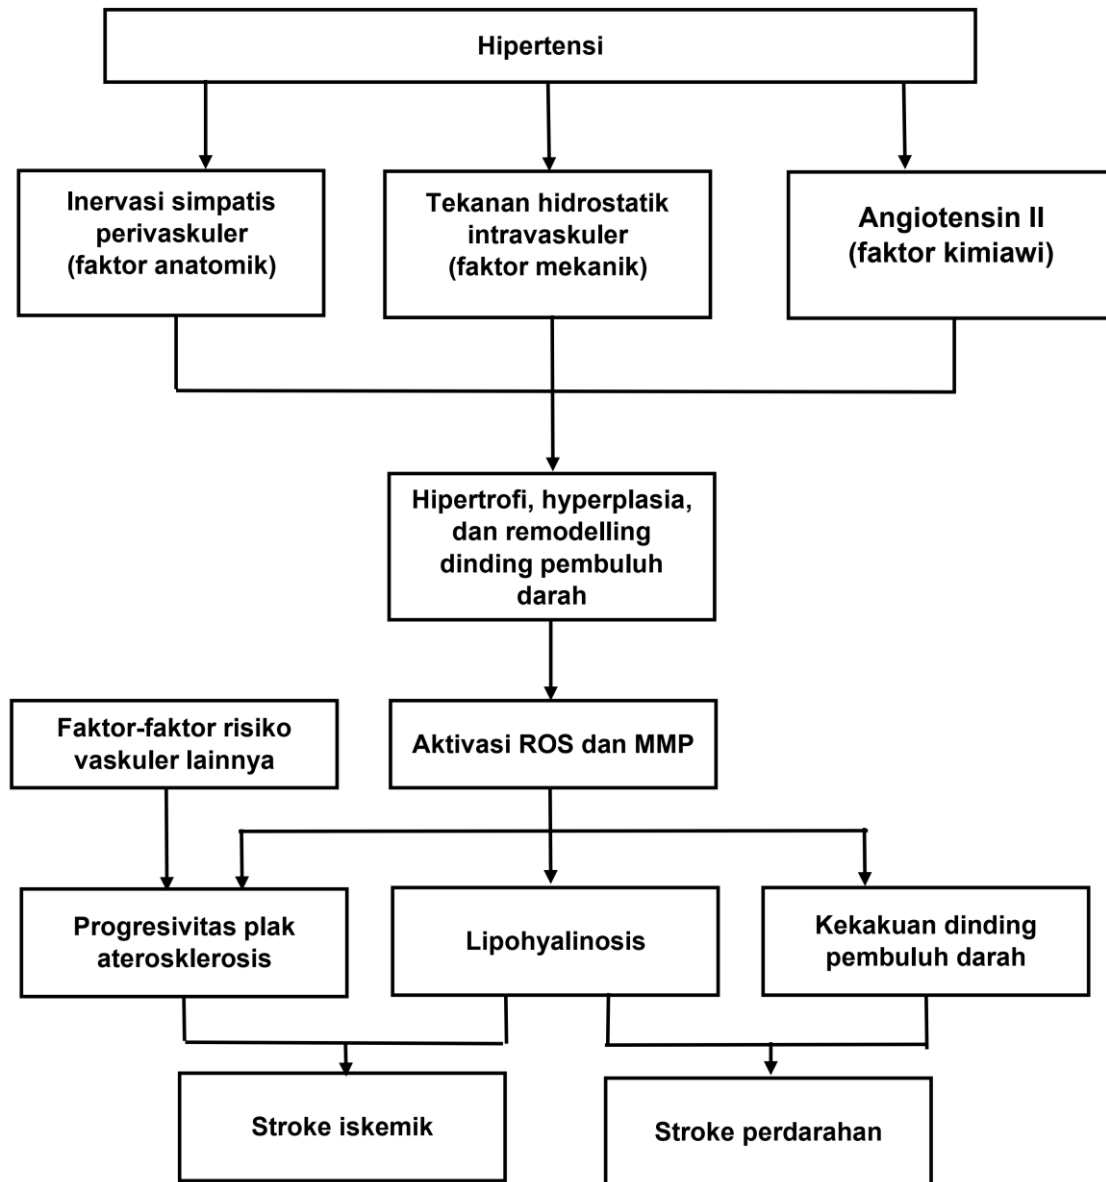 Hipertensi
Inervasi simpatis
perivaskuler
(faktor anatomik)
Tekanan hidrostatik
intravaskuler
(faktor mekanik)
Angiotensin II
(faktor kimiawi)
Hipertrofi, hyperplasia,
dan remodelling
dinding pembuluh
darah
Faktor-faktor risiko
vaskuler lainnya
Aktivasi ROS dan MMP
Progresivitas plak
aterosklerosis
Lipohyalinosis
Kekakuan dinding
pembuluh darah
Stroke iskemik
Stroke perdarahan